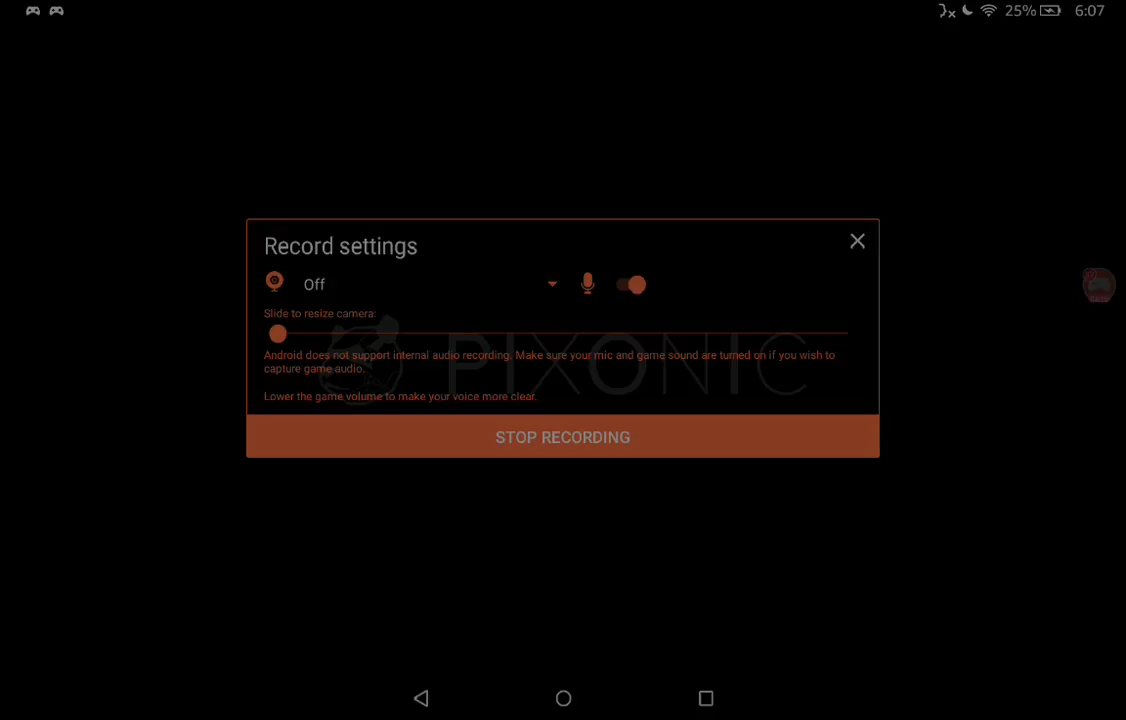 25% 6:07
Record settings
Off
Slide to resize camera:
Android does not support internal audio recording. Make sure your mic and game sound are turned on if you wish to
capture game audio.
PIXONIC
Lower the game volume to make your voice more clear.
STOP RECORDING